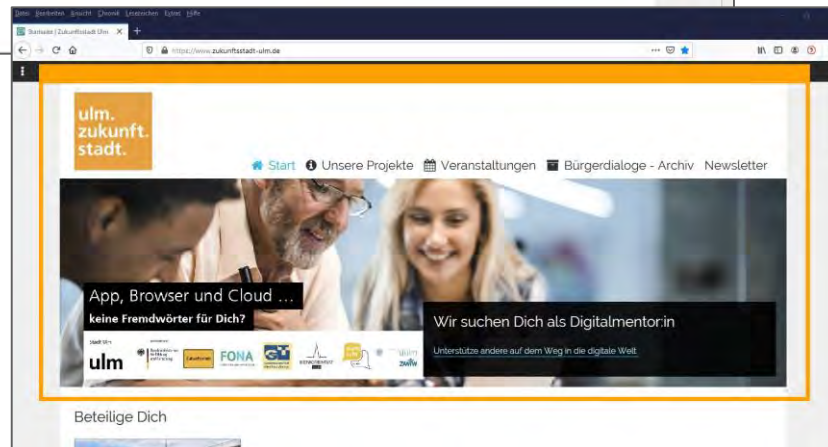 Datei Bearbeiten Ansicht Chronik Lesezeichen Extras Hilfe
Startseite | Zukunftsstadt Ulm
https://www.zukunftsstadt-ulm.de
ulm.
zukunft.
stadt.
Start Unsere Projekte Veranstaltungen Bürgerdialoge - Archiv Newsletter
App, Browser und Cloud ...
keine Fremdwörter für Dich?
Wir suchen Dich als Digitalmentor:in
Unterstütze andere auf dem Weg in die digitale Welt
ulm
FONA
Beteilige Dich